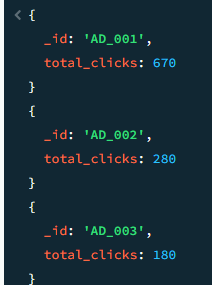 < {
_id: 'AD_001',
total_clicks: 670
}
{
_id: 'AD_002',
total_clicks: 280
}
{
_id: 'AD_003',
total_clicks: 180
}